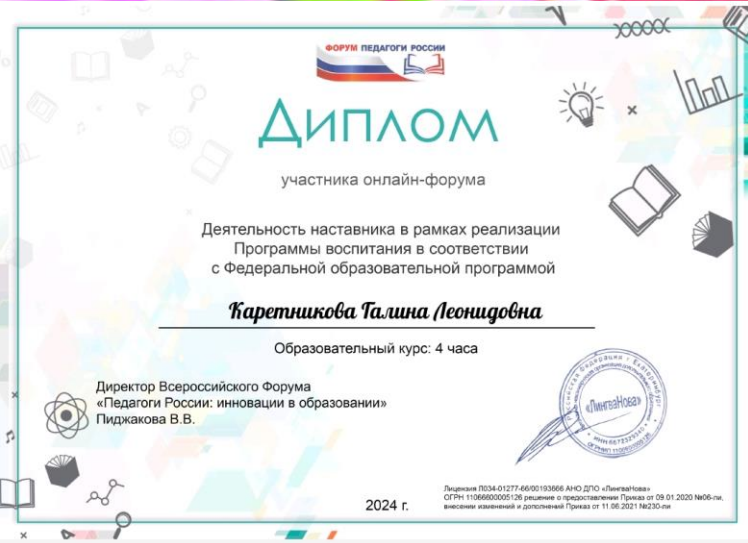 ФОРУМ ПЕДАГОГИ РОССИИ
ДИПЛОМ
участника онлайн-форума
Деятельность наставника в рамках реализации
Программы воспитания в соответствии
с Федеральной образовательной программой
Каретникова Галина Леонидовна
Образовательный курс: 4 часа
Директор Всероссийского Форума
«Педагоги России: инновации в образовании»
Пиджакова В.В.
«ЛингваНова»
Лицензия Л034-01277-66/00193666 АНО ДПО «ЛингваНова»
ОГРН 11066600005126 решение о предоставлении Приказ от 09.01.2020 №06-ли,
внесении изменений и дополнений Приказ от 11.06.2021 №230-ли
2024 г.